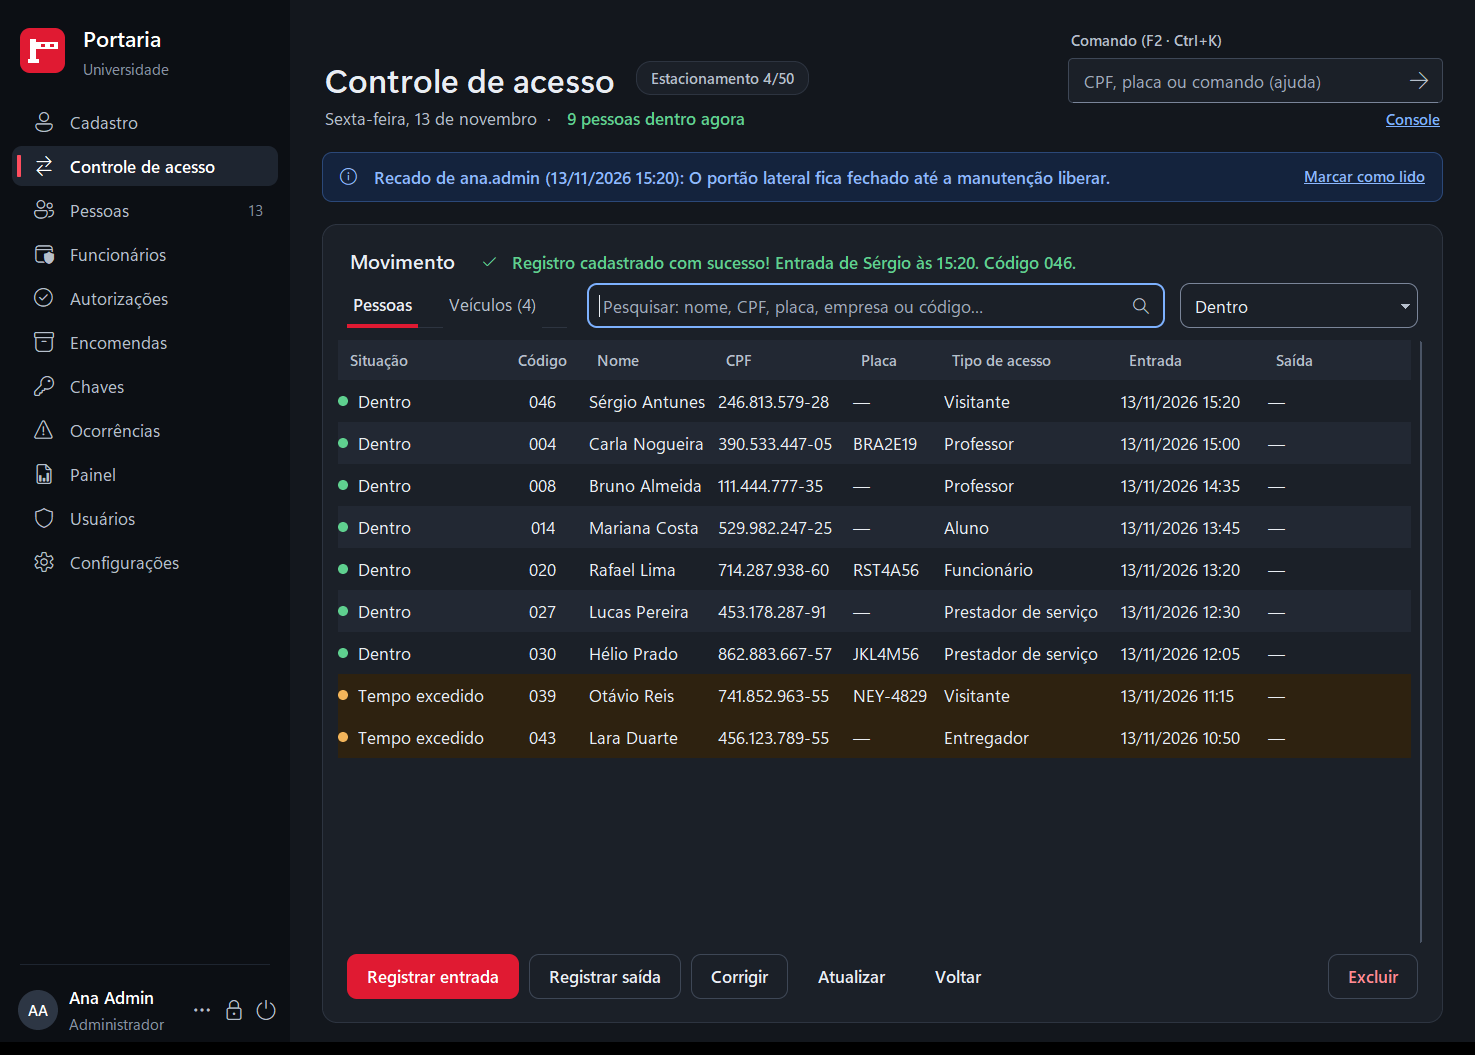 Portaria
Universidade
Cadastro
Controle de acesso
Pessoas 13
Funcionários
Autorizações
Encomendas
Chaves
Ocorrências
Painel
Usuários
Configurações
AA
Ana Admin
Administrador
Controle de acesso
Estacionamento 4/50
Sexta-feira, 13 de novembro · 9 pessoas dentro agora
Comando (F2 · Ctrl+K)
CPF, placa ou comando (ajuda)
Console
Recado de ana.admin (13/11/2026 15:20): O portão lateral fica fechado até a manutenção liberar.
Marcar como lido
Movimento
Registro cadastrado com sucesso! Entrada de Sérgio às 15:20. Código 046.
Pessoas
Veículos (4)
Pesquisar: nome, CPF, placa, empresa ou código...
Dentro
Situação Código Nome CPF Placa Tipo de acesso Entrada Saída
Dentro 046 Sérgio Antunes 246.813.579-28 — Visitante 13/11/2026 15:20 —
Dentro 004 Carla Nogueira 390.533.447-05 BRA2E19 Professor 13/11/2026 15:00 —
Dentro 008 Bruno Almeida 111.444.777-35 — Professor 13/11/2026 14:35 —
Dentro 014 Mariana Costa 529.982.247-25 — Aluno 13/11/2026 13:45 —
Dentro 020 Rafael Lima 714.287.938-60 RST4A56 Funcionário 13/11/2026 13:20 —
Dentro 027 Lucas Pereira 453.178.287-91 — Prestador de serviço 13/11/2026 12:30 —
Dentro 030 Hélio Prado 862.883.667-57 JKL4M56 Prestador de serviço 13/11/2026 12:05 —
Tempo excedido 039 Otávio Reis 741.852.963-55 NEY-4829 Visitante 13/11/2026 11:15 —
Tempo excedido 043 Lara Duarte 456.123.789-55 — Entregador 13/11/2026 10:50 —
Registrar entrada
Registrar saída
Corrigir
Atualizar
Voltar
Excluir